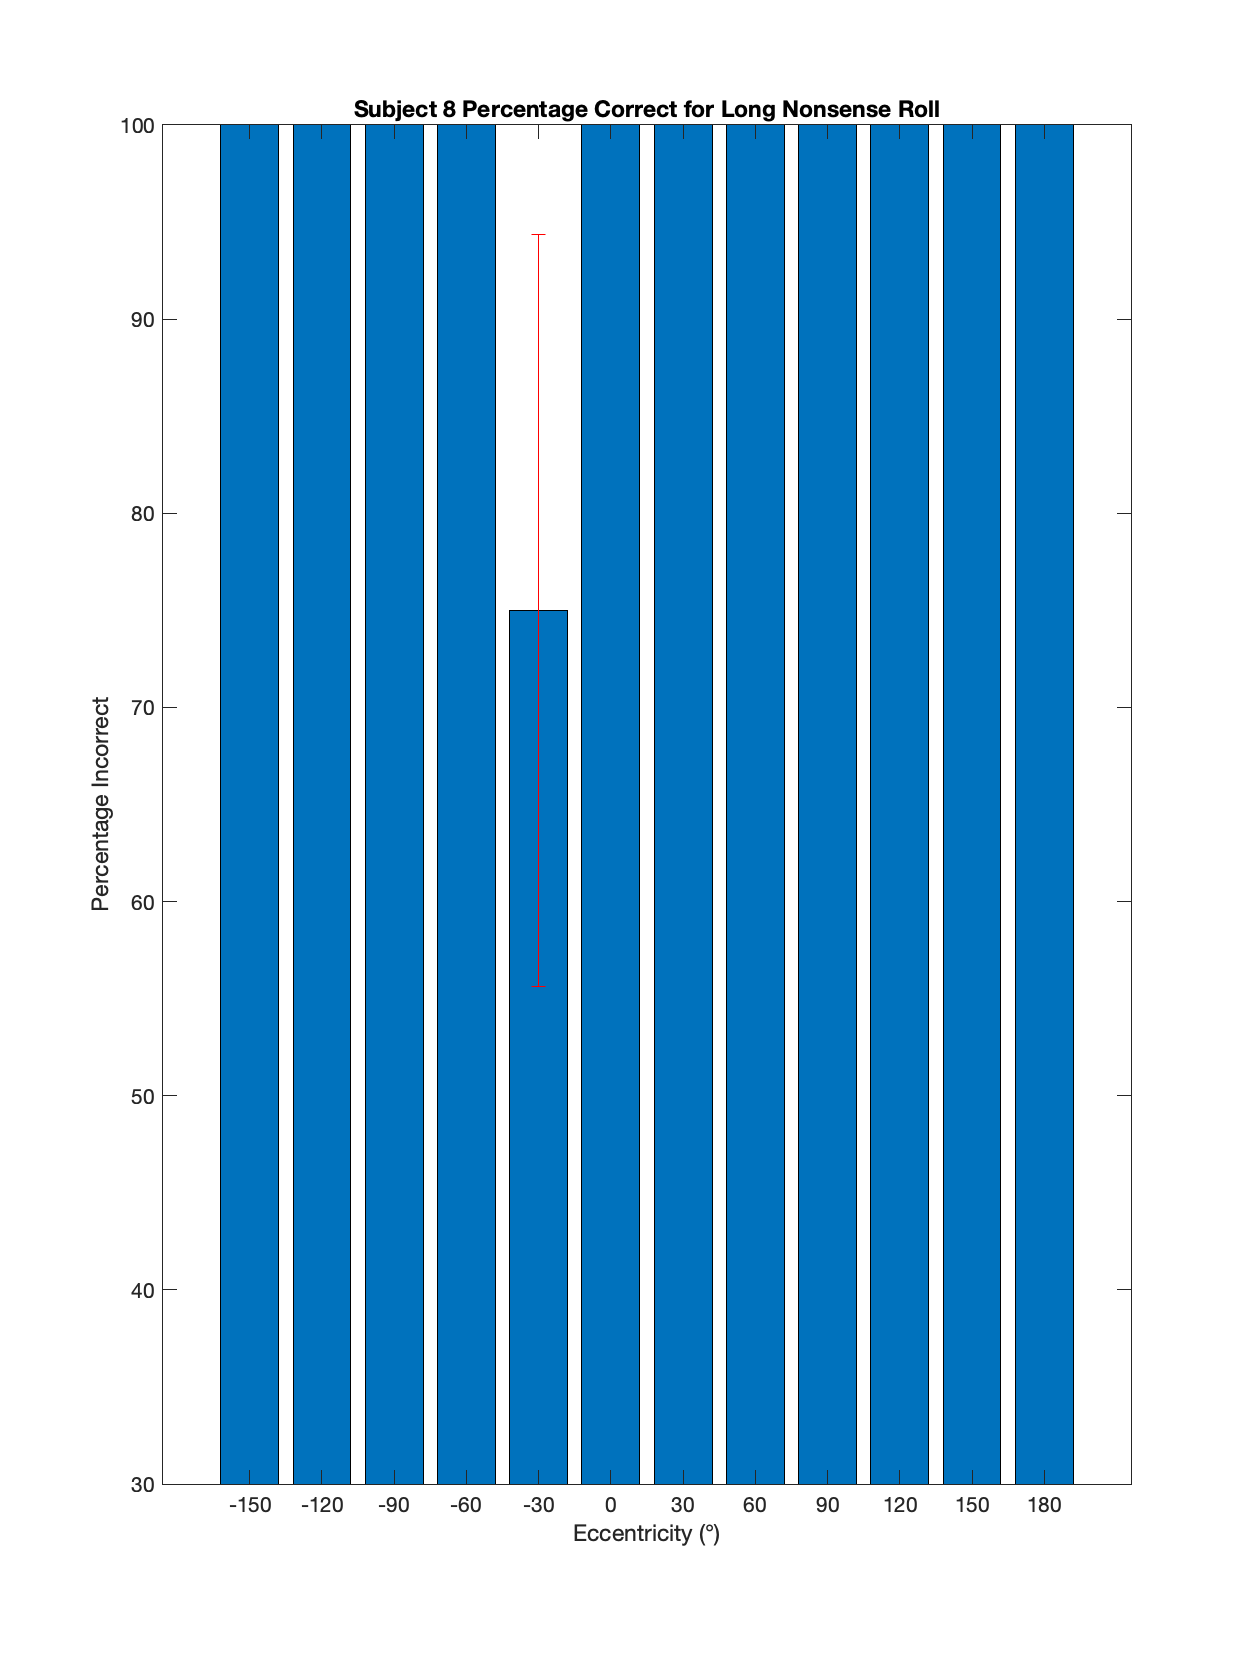 Subject 8 Percentage Correct for Long Nonsense Roll
100
90
80
70
60
50
40
30
Percentage Incorrect
-150 -120 -90 -60 -30 0 30 60 90 120 150 180
Eccentricity (°)